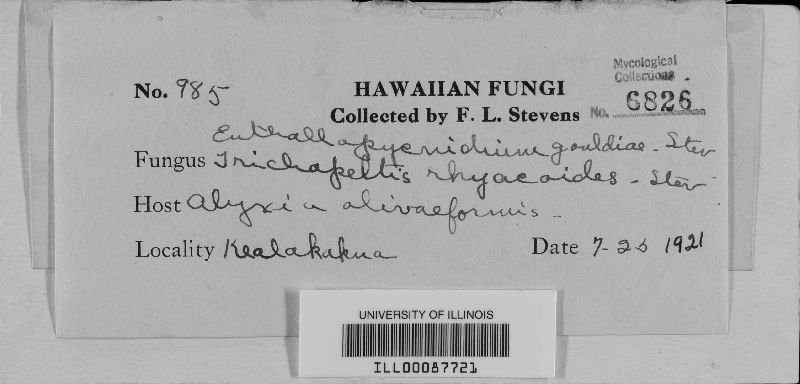 No. 985
HAWAIIAN FUNGI
Collected by F. L. Stevens
Mycological
Collections.
No. 6826
Enthallopycnidium gouldiae - Stev
Fungus Trichopeltis rhyacoides - Stev
Host Alyxia olivaeformis -
Locality Kealakakua
Date 7-26 1921
UNIVERSITY OF ILLINOIS
ILL00087721